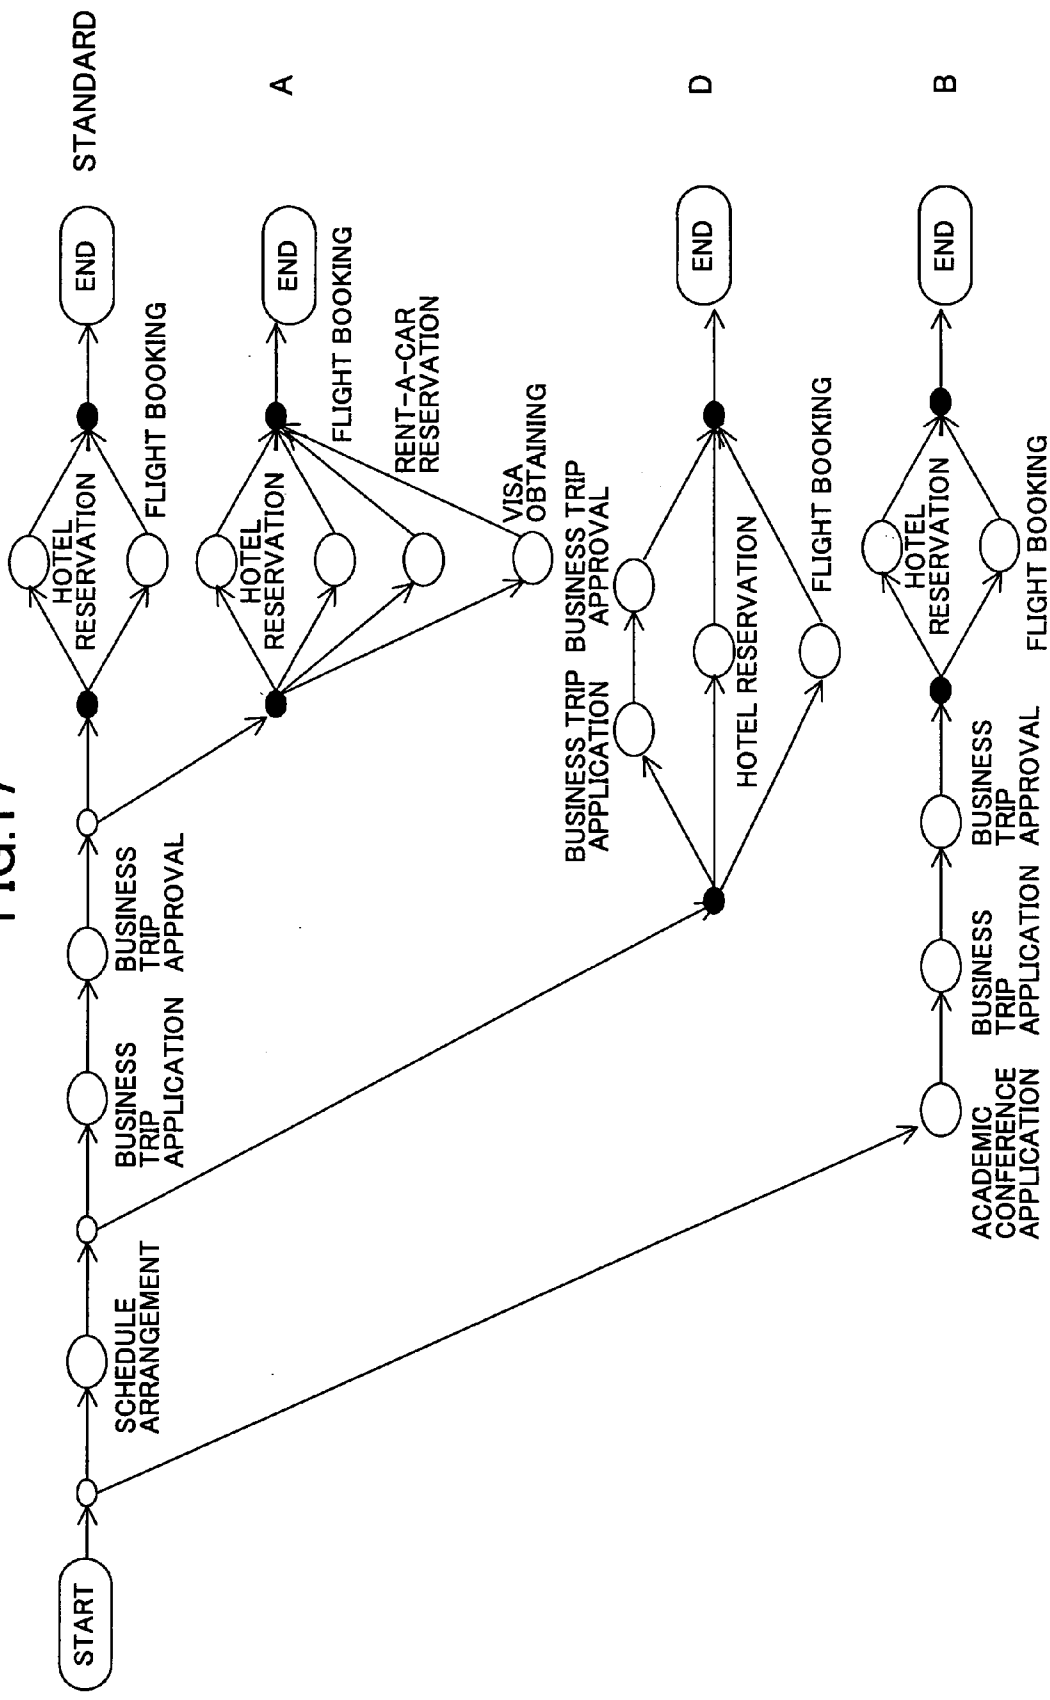 FIG.17
START
SCHEDULE
ARRANGEMENT
BUSINESS
TRIP
APPLICATION
BUSINESS
TRIP
APPROVAL
HOTEL
RESERVATION
FLIGHT BOOKING
END
STANDARD
HOTEL
RESERVATION
FLIGHT BOOKING
RENT-A-CAR
RESERVATION
VISA
OBTAINING
END
A
BUSINESS TRIP
APPLICATION
BUSINESS TRIP
APPROVAL
HOTEL RESERVATION
FLIGHT BOOKING
END
D
ACADEMIC
CONFERENCE
APPLICATION
BUSINESS
TRIP
APPLICATION
BUSINESS
TRIP
APPROVAL
HOTEL
RESERVATION
FLIGHT BOOKING
END
B